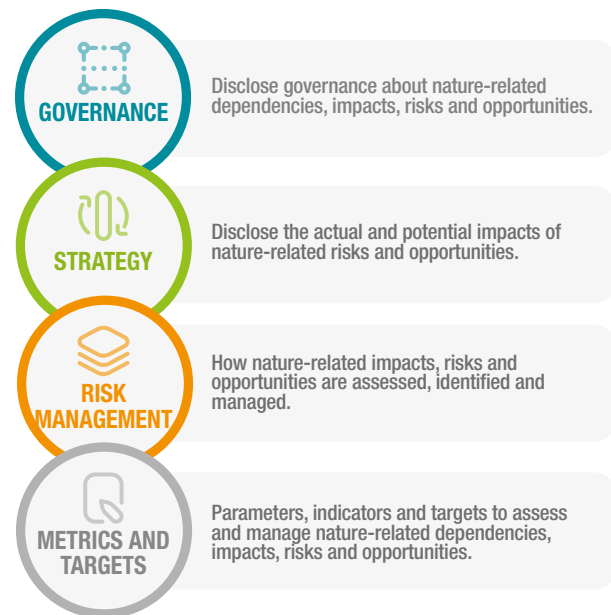 GOVERNANCE
Disclose governance about nature-related
dependencies, impacts, risks and opportunities.
STRATEGY
Disclose the actual and potential impacts of
nature-related risks and opportunities.
RISK
MANAGEMENT
How nature-related impacts, risks and
opportunities are assessed, identified and
managed.
METRICS AND
TARGETS
Parameters, indicators and targets to assess
and manage nature-related dependencies,
impacts, risks and opportunities.